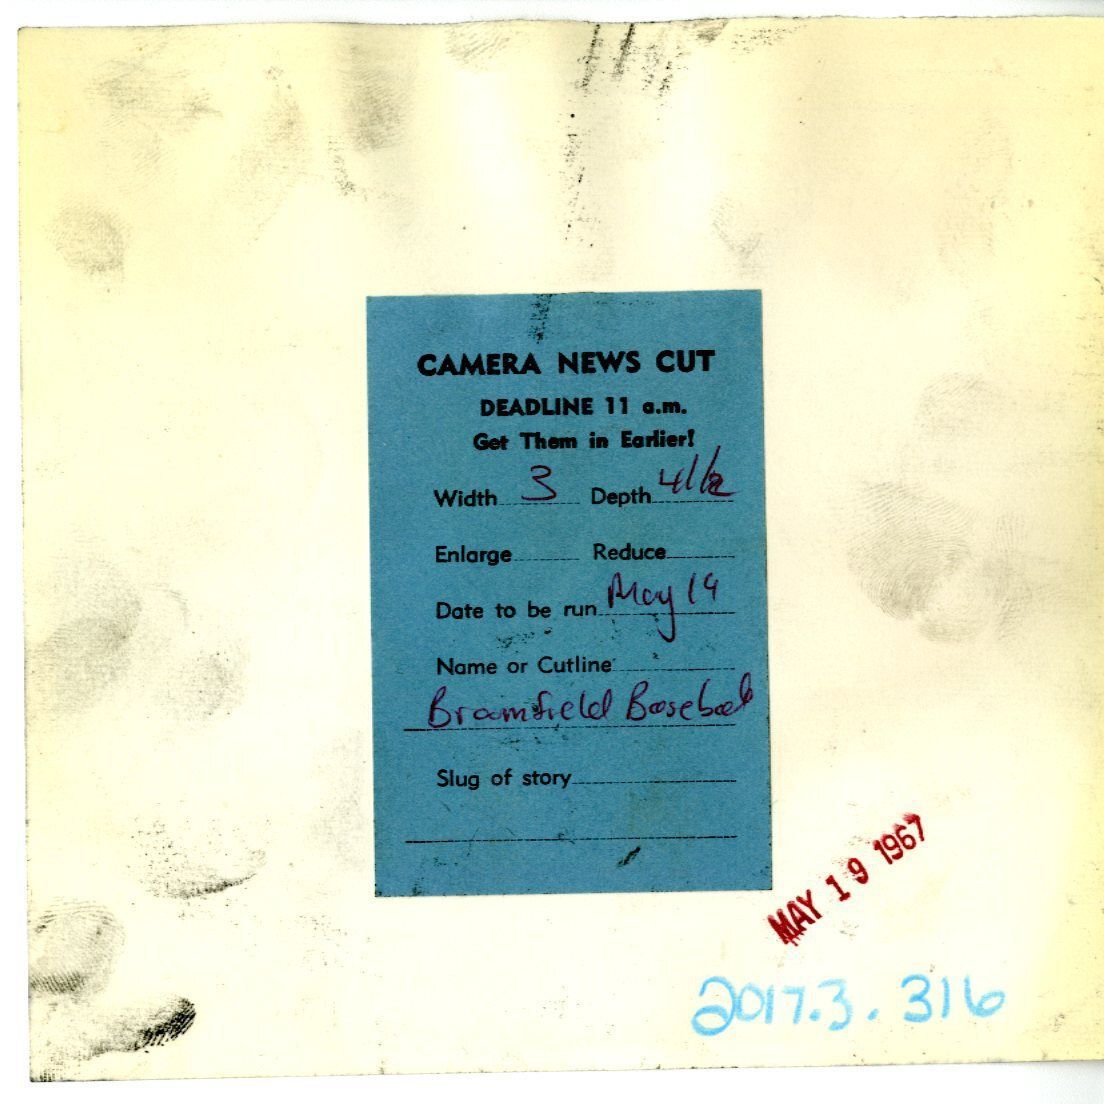 CAMERA NEWS CUT
DEADLINE 11 a.m.
Get Them in Earlier!
Width 3 Depth 4 1/2
Enlarge Reduce
Date to be run May 19
Name or Cutline
Broomfield Baseball
Slug of story
MAY 19 1967
2017.3.316